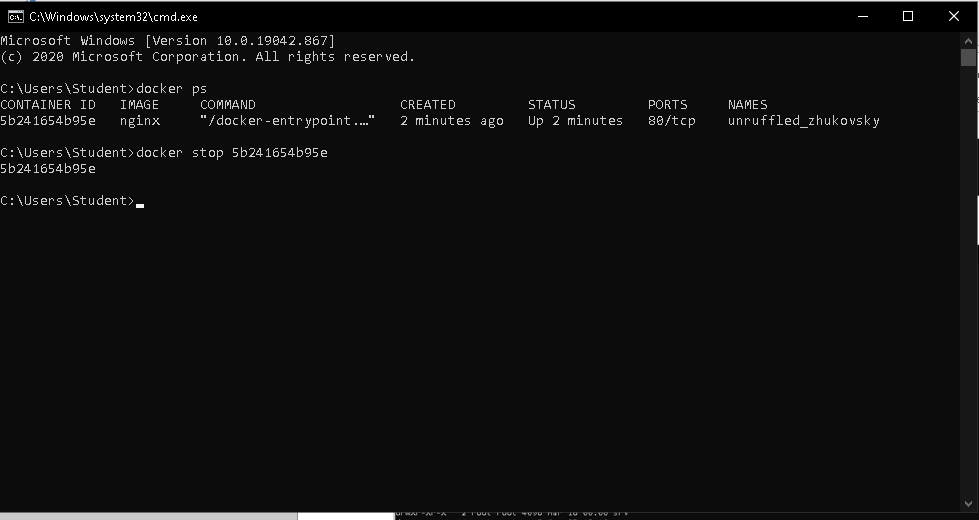 C:\Windows\system32\cmd.exe
Microsoft Windows [Version 10.0.19042.867]
(c) 2020 Microsoft Corporation. All rights reserved.
C:\Users\Student>docker ps
CONTAINER ID   IMAGE     COMMAND                  CREATED         STATUS         PORTS     NAMES
5b241654b95e   nginx     "/docker-entrypoint.…"   2 minutes ago   Up 2 minutes   80/tcp    unruffled_zhukovsky
C:\Users\Student>docker stop 5b241654b95e
5b241654b95e
C:\Users\Student>